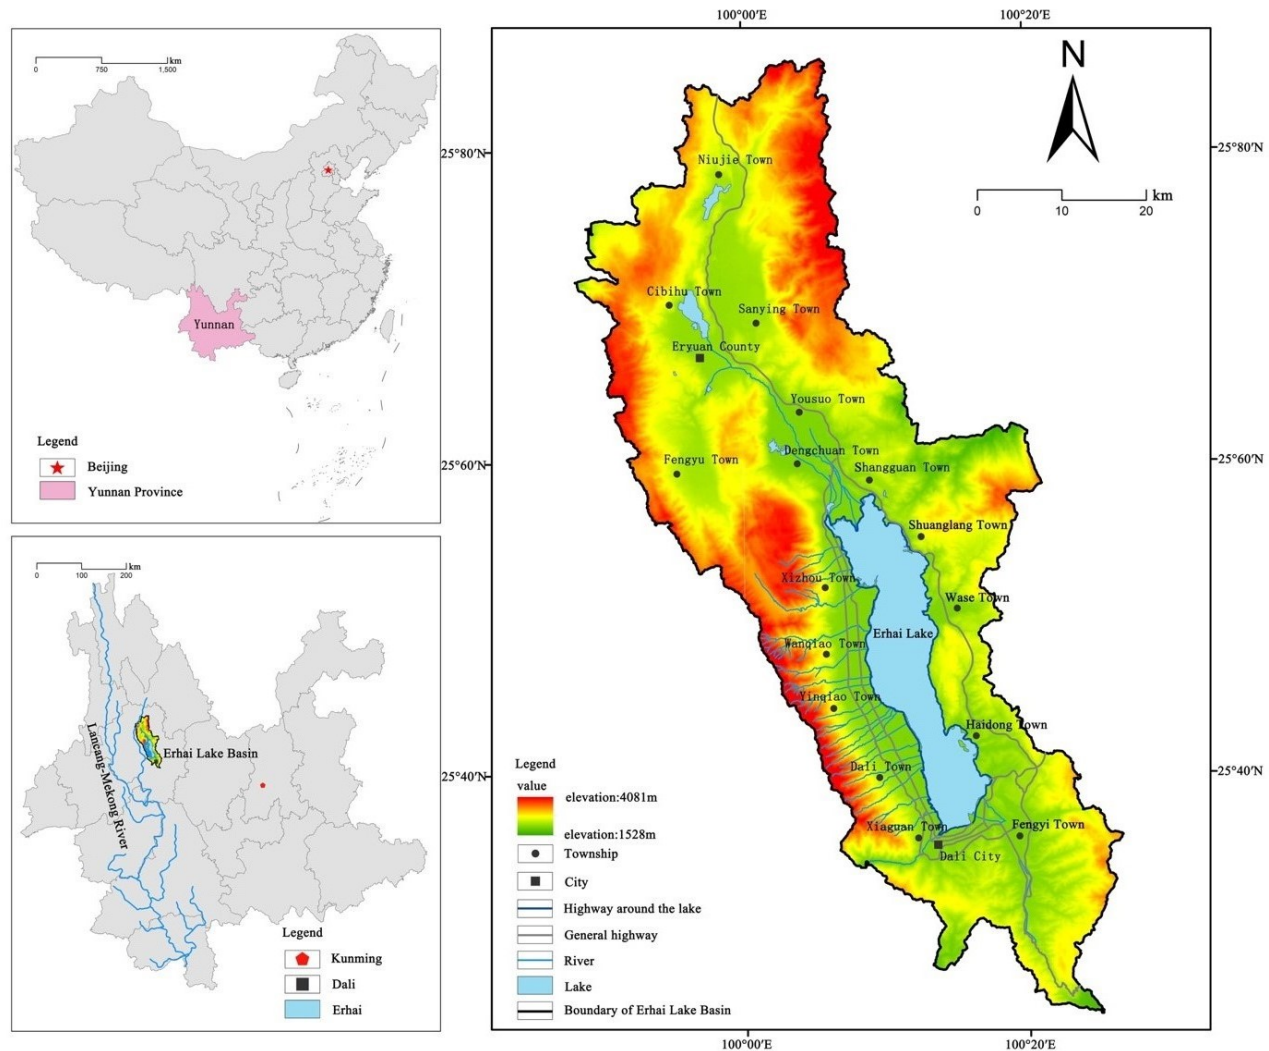 km
0 750 1,500
Yunnan
Legend
Beijing
Yunnan Province
km
0 100 200
Lancang-Mekong River
Erhai Lake Basin
Legend
Kunming
Dali
Erhai
100°00′E 100°20′E
25°80′N 25°80′N
25°60′N 25°60′N
25°40′N 25°40′N
100°00′E 100°20′E
N
km
0 10 20
Niujie Town
Cibihu Town
Sanying Town
Eryuan County
Yousuo Town
Dengchuan Town
Fengyu Town
Shangguan Town
Shuanglang Town
Xizhou Town
Wase Town
Erhai Lake
Wanqiao Town
Yinqiao Town
Haidong Town
Dali Town
Xiaguan Town
Fengyi Town
Dali City
Legend
value
elevation:4081m
elevation:1528m
Township
City
Highway around the lake
General highway
River
Lake
Boundary of Erhai Lake Basin